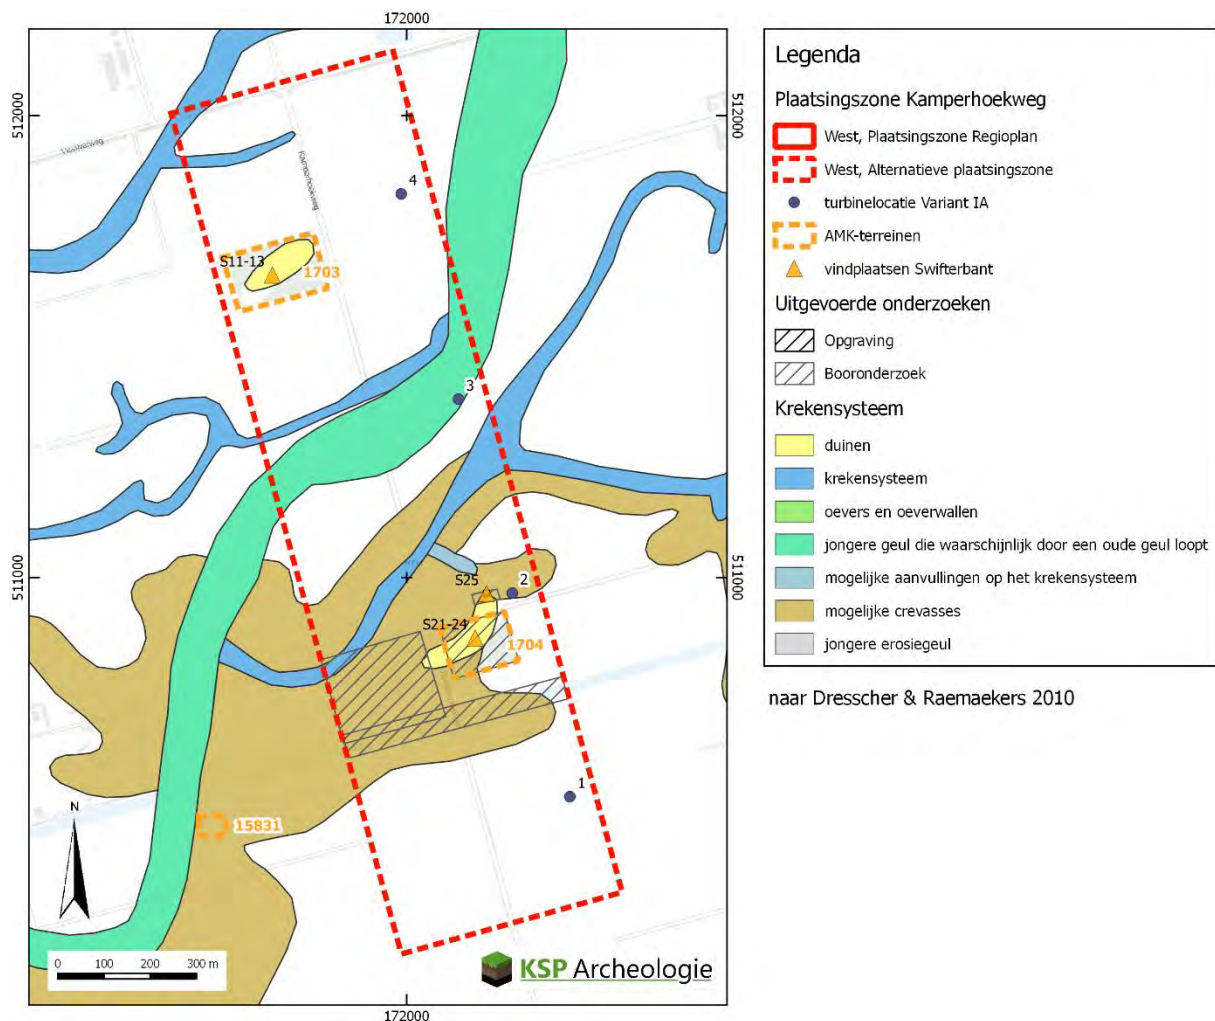 172000
512000
512000
Kamperhoekweg
4
S11-13
1703
3
511000
511000
S25
2
S21-24
1704
1
15831
N
0 100 200 300 m
KSP Archeologie
172000
Legenda
Plaatsingszone Kamperhoekweg
West, Plaatsingszone Regioplan
West, Alternatieve plaatsingszone
turbinelocatie Variant IA
AMK-terreinen
vindplaatsen Swifterbant
Uitgevoerde onderzoeken
Opgraving
Booronderzoek
Krekensysteem
duinen
krekensysteem
oevers en oeverwallen
jongere geul die waarschijnlijk door een oude geul loopt
mogelijke aanvullingen op het krekensysteem
mogelijke crevasses
jongere erosiegeul
naar Dresscher & Raemaekers 2010